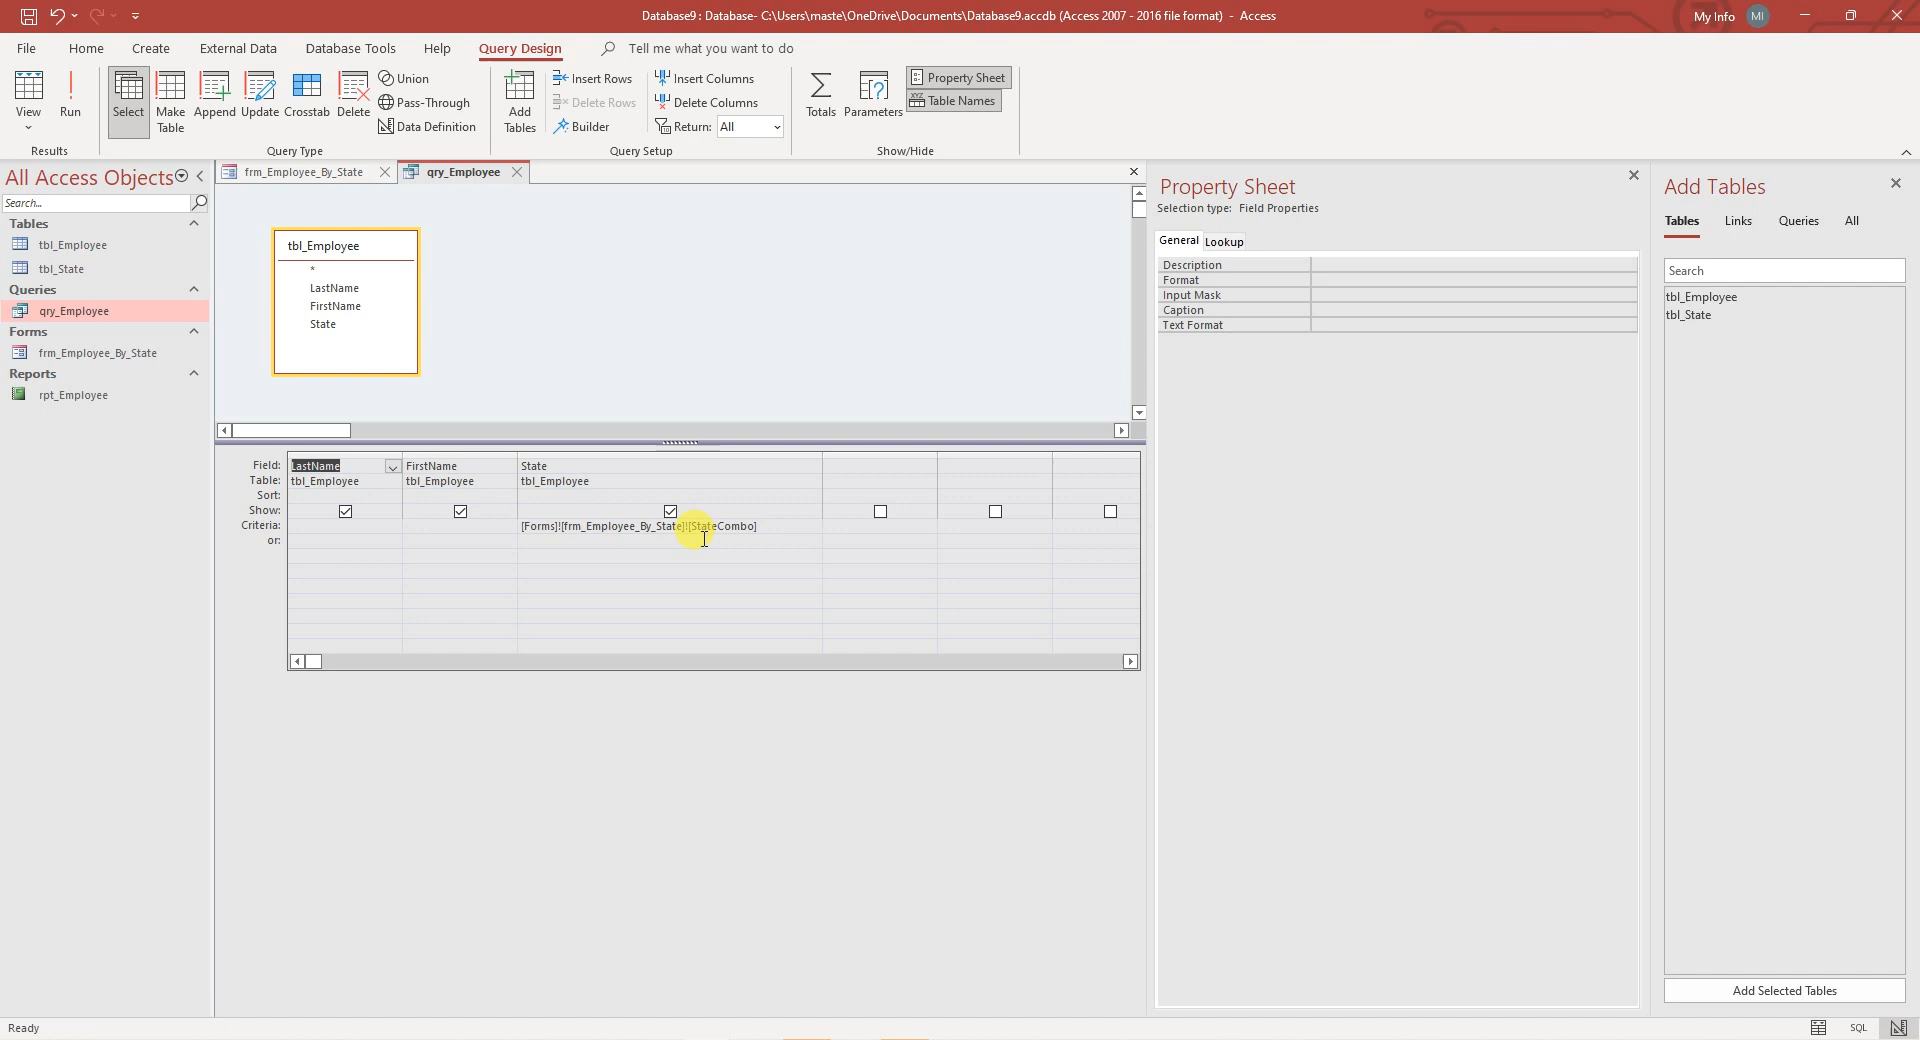 Database9 : Database- C:\Users\maste\OneDrive\Documents\Database9.accdb (Access 2007 - 2016 file format) - Access
My Info
MI
File
Home
Create
External Data
Database Tools
Help
Query Design
Tell me what you want to do
View
Run
Select
Make Table
Append
Update
Crosstab
Delete
Union
Pass-Through
Data Definition
Add Tables
Insert Rows
Delete Rows
Builder
Insert Columns
Delete Columns
Return: All
Totals
Parameters
Property Sheet
XYZ Table Names
Results
Query Type
Query Setup
Show/Hide
All Access Objects
Search...
Tables
tbl_Employee
tbl_State
Queries
qry_Employee
Forms
frm_Employee_By_State
Reports
rpt_Employee
frm_Employee_By_State
qry_Employee
tbl_Employee
*
LastName
FirstName
State
Field: LastName FirstName State
Table: tbl_Employee tbl_Employee tbl_Employee
Sort:
Show:
Criteria: [Forms]![frm_Employee_By_State]![StateCombo]
or:
Property Sheet
Selection type: Field Properties
General
Lookup
Description
Format
Input Mask
Caption
Text Format
Add Tables
Tables
Links
Queries
All
Search
tbl_Employee
tbl_State
Add Selected Tables
Ready
SQL